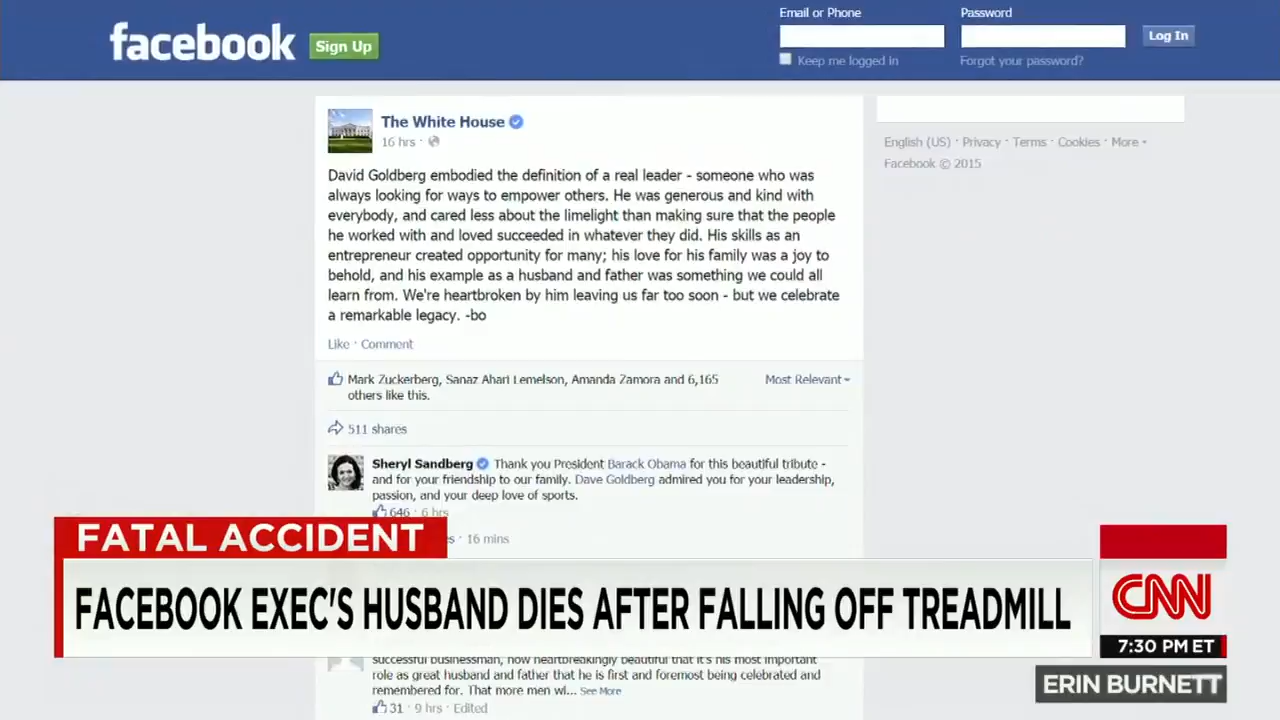 Email or Phone
Password
facebook
Sign Up
Log In
Keep me logged in
Forgot your password?
The White House
16 hrs ·
English (US) · Privacy · Terms · Cookies · More
Facebook © 2015
David Goldberg embodied the definition of a real leader - someone who was
always looking for ways to empower others. He was generous and kind with
everybody, and cared less about the limelight than making sure that the people
he worked with and loved succeeded in whatever they did. His skills as an
entrepreneur created opportunity for many; his love for his family was a joy to
behold, and his example as a husband and father was something we could all
learn from. We're heartbroken by him leaving us far too soon - but we celebrate
a remarkable legacy. -bo
Like · Comment
Mark Zuckerberg, Sanaz Ahari Lemelson, Amanda Zamora and 6,165
others like this.
Most Relevant
511 shares
Sheryl Sandberg Thank you President Barack Obama for this beautiful tribute -
and for your friendship to our family. Dave Goldberg admired you for your leadership,
passion, and your deep love of sports.
646 · 6 hrs
· 16 mins
FATAL ACCIDENT
FACEBOOK EXEC'S HUSBAND DIES AFTER FALLING OFF TREADMILL
CNN
7:30 PM ET
ERIN BURNETT
successful businessman, how heartbreakingly beautiful that it's his most important
role as great husband and father that he is first and foremost being celebrated and
remembered for. That more men wi... See More
31 · 9 hrs · Edited